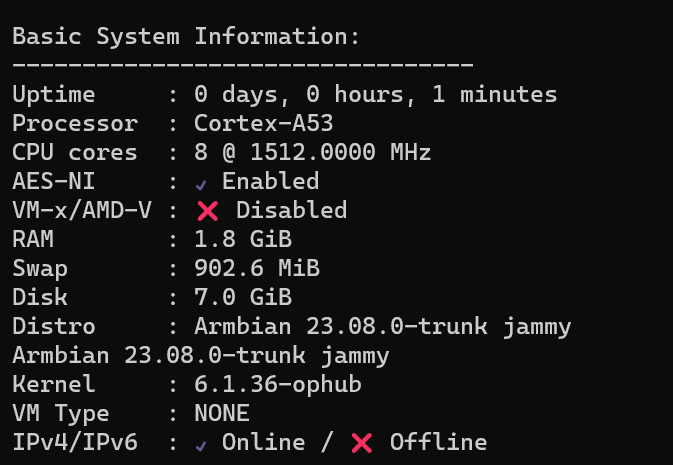 Basic System Information:
---------------------------------
Uptime     : 0 days, 0 hours, 1 minutes
Processor  : Cortex-A53
CPU cores  : 8 @ 1512.0000 MHz
AES-NI     : ✔ Enabled
VM-x/AMD-V : ❌ Disabled
RAM        : 1.8 GiB
Swap       : 902.6 MiB
Disk       : 7.0 GiB
Distro     : Armbian 23.08.0-trunk jammy
Armbian 23.08.0-trunk jammy
Kernel     : 6.1.36-ophub
VM Type    : NONE
IPv4/IPv6  : ✔ Online / ❌ Offline